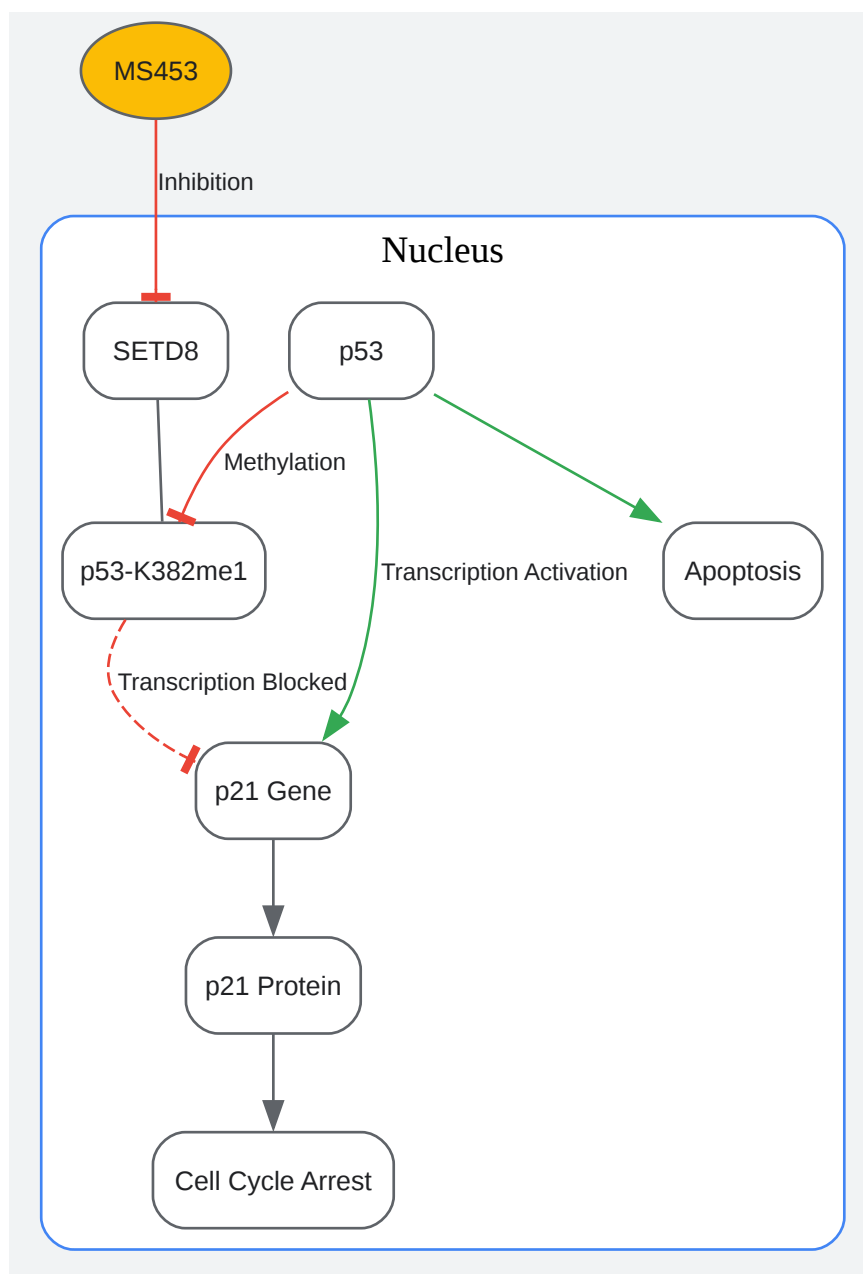 MS453
Inhibition
Nucleus
SETD8
p53
Methylation
p53-K382me1
Transcription Activation
Apoptosis
Transcription Blocked
p21 Gene
p21 Protein
Cell Cycle Arrest